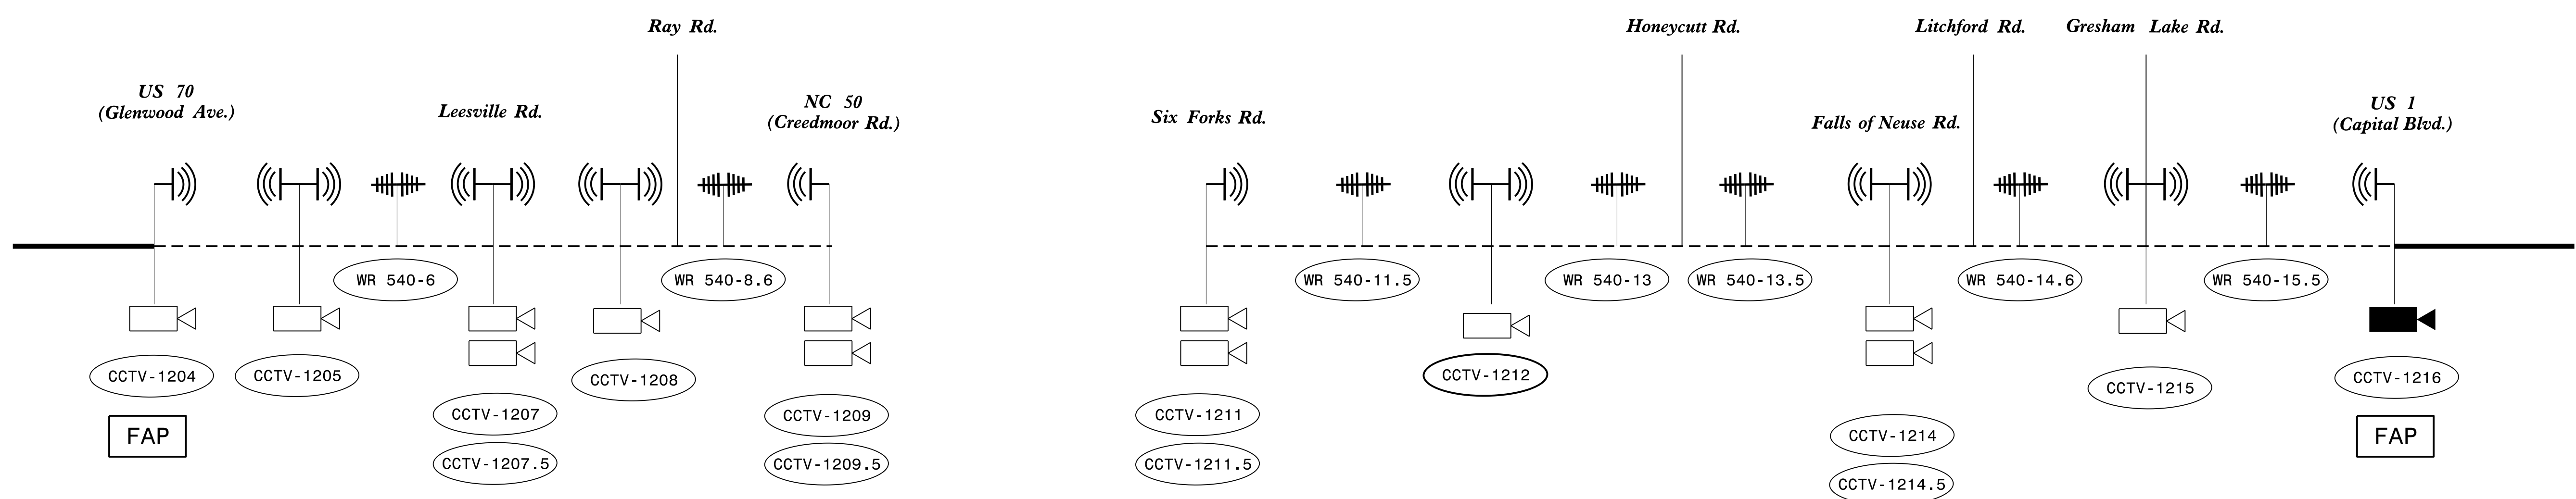 Ray Rd.
Honeycutt Rd.
Litchford Rd.
Gresham Lake Rd.
US 70
(Glenwood Ave.)
Leesville Rd.
NC 50
(Creedmoor Rd.)
Six Forks Rd.
Falls of Neuse Rd.
US 1
(Capital Blvd.)
WR 540-6
WR 540-8.6
WR 540-11.5
WR 540-13
WR 540-13.5
WR 540-14.6
WR 540-15.5
CCTV-1204
CCTV-1205
CCTV-1208
CCTV-1212
CCTV-1215
CCTV-1216
CCTV-1207
CCTV-1209
CCTV-1211
CCTV-1214
FAP
FAP
CCTV-1207.5
CCTV-1209.5
CCTV-1211.5
CCTV-1214.5